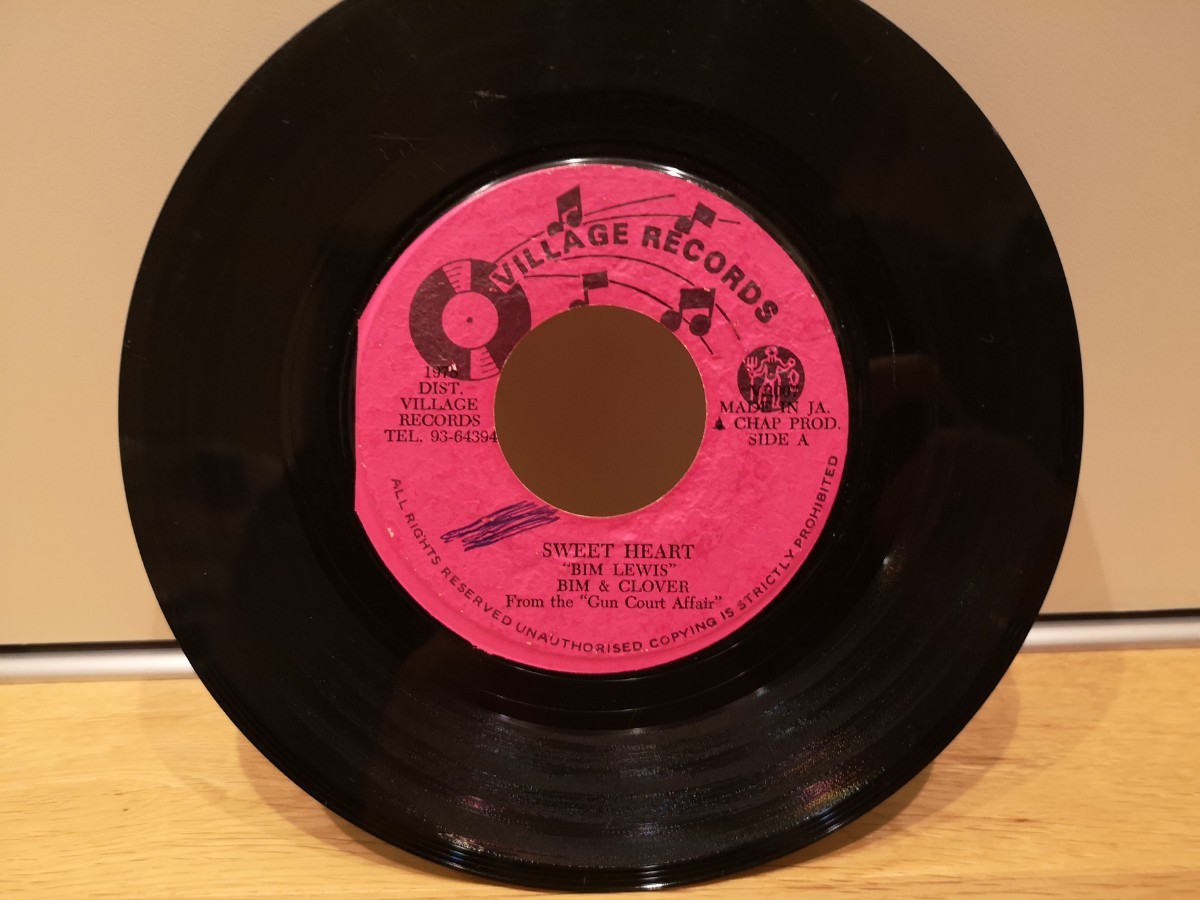 VILLAGE RECORDS
DIST.
VILLAGE
RECORDS
TEL. 93-64394
MADE IN JA.
CHAP PROD.
SIDE A
SWEET HEART
"BIM LEWIS"
BIM & CLOVER
From the "Gun Court Affair"
ALL RIGHTS RESERVED UNAUTHORISED COPYING IS STRICTLY PROHIBITED